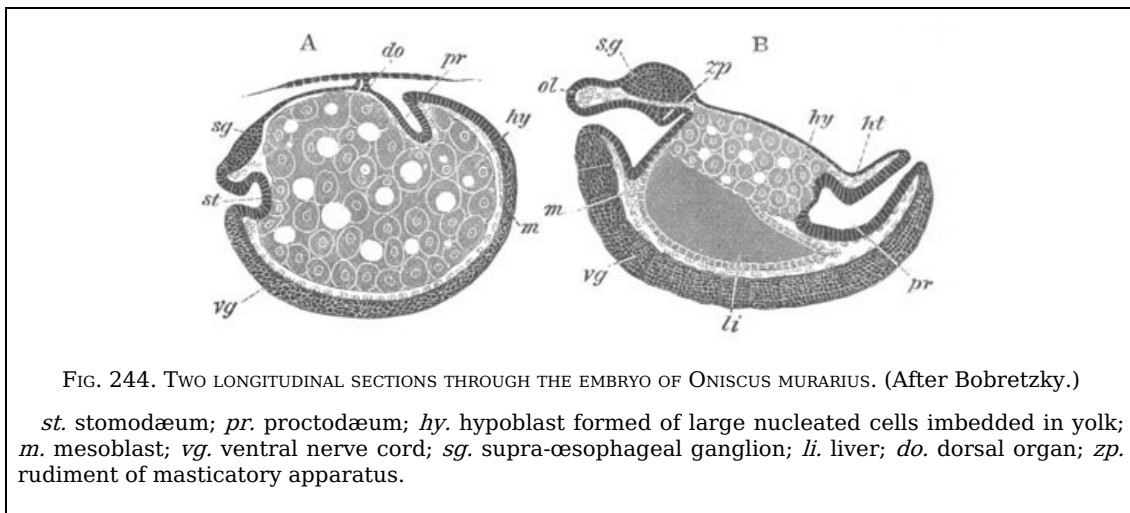 A
B
do
pr
s.g
zp
ol
sg
hy
hy
ht
st
m
m
vg
vg
li
pr
FIG. 244. TWO LONGITUDINAL SECTIONS THROUGH THE EMBRYO OF ONISCUS MURARIUS. (After Bobretzky.)
st. stomodæum; pr. proctodæum; hy. hypoblast formed of large nucleated cells imbedded in yolk;
m. mesoblast; vg. ventral nerve cord; sg. supra-œsophageal ganglion; li. liver; do. dorsal organ; zp.
rudiment of masticatory apparatus.